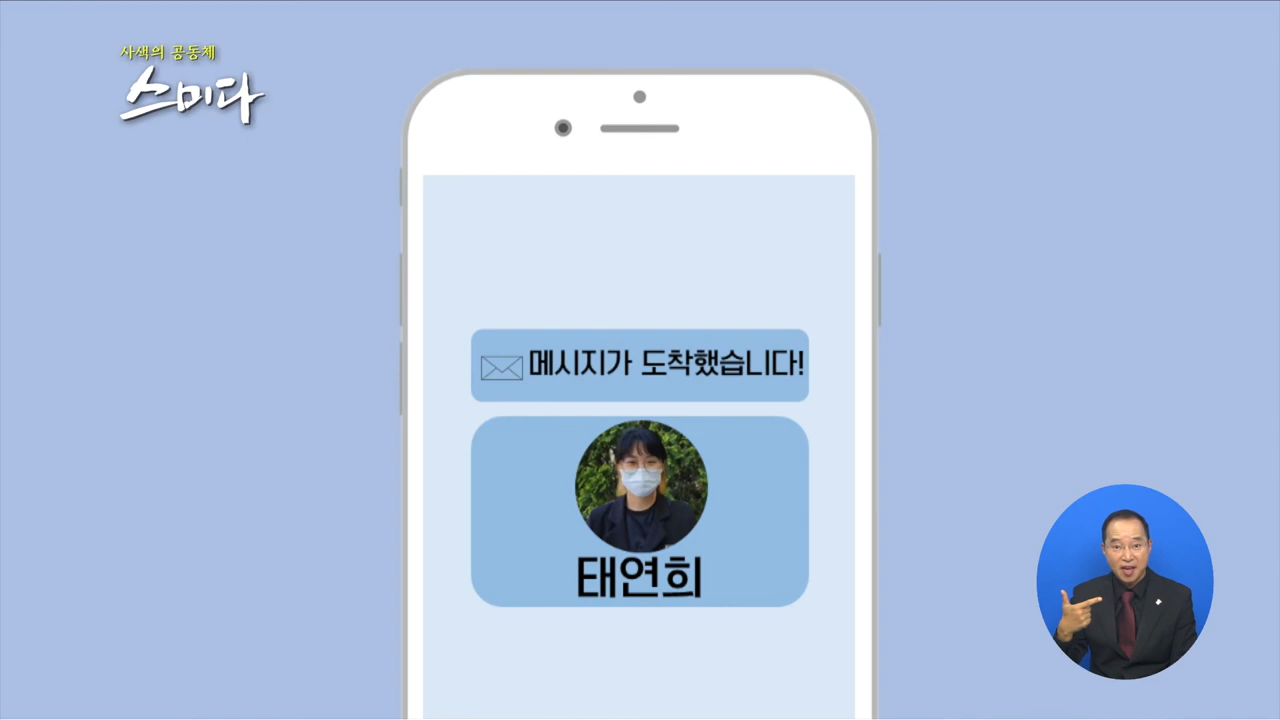 사색의 공동체
스미다
메시지가 도착했습니다!
태연희